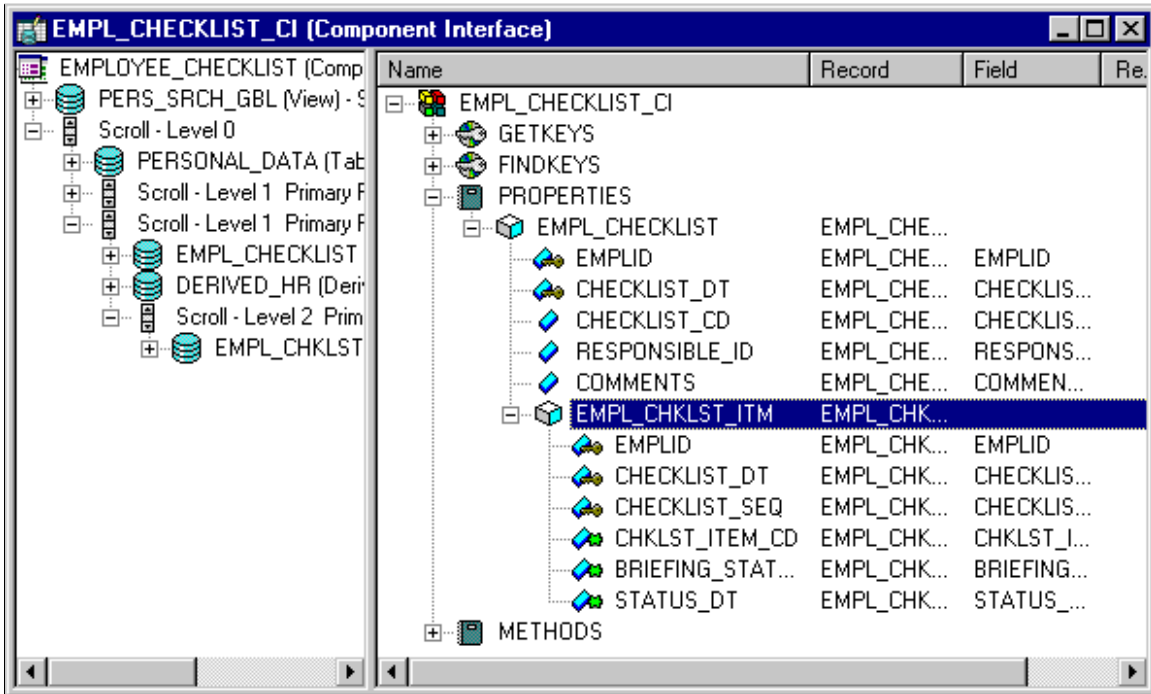 EMPL_CHECKLIST_CI (Component Interface)
EMPLOYEE_CHECKLIST (Comp
PERS_SRCH_GBL (View) - S
Scroll - Level 0
PERSONAL_DATA (Tab
Scroll - Level 1 Primary F
Scroll - Level 1 Primary F
EMPL_CHECKLIST
DERIVED_HR (Deri
Scroll - Level 2 Prim
EMPL_CHKLST
Name Record Field Re.
EMPL_CHECKLIST_CI
GETKEYS
FINDKEYS
PROPERTIES
EMPL_CHECKLIST EMPL_CHE...
EMPLID EMPL_CHE... EMPLID
CHECKLIST_DT EMPL_CHE... CHECKLIS...
CHECKLIST_CD EMPL_CHE... CHECKLIS...
RESPONSIBLE_ID EMPL_CHE... RESPONS...
COMMENTS EMPL_CHE... COMMEN...
EMPL_CHKLST_ITM EMPL_CHK...
EMPLID EMPL_CHK... EMPLID
CHECKLIST_DT EMPL_CHK... CHECKLIS...
CHECKLIST_SEQ EMPL_CHK... CHECKLIS...
CHKLST_ITEM_CD EMPL_CHK... CHKLST_I...
BRIEFING_STAT... EMPL_CHK... BRIEFING...
STATUS_DT EMPL_CHK... STATUS_...
METHODS